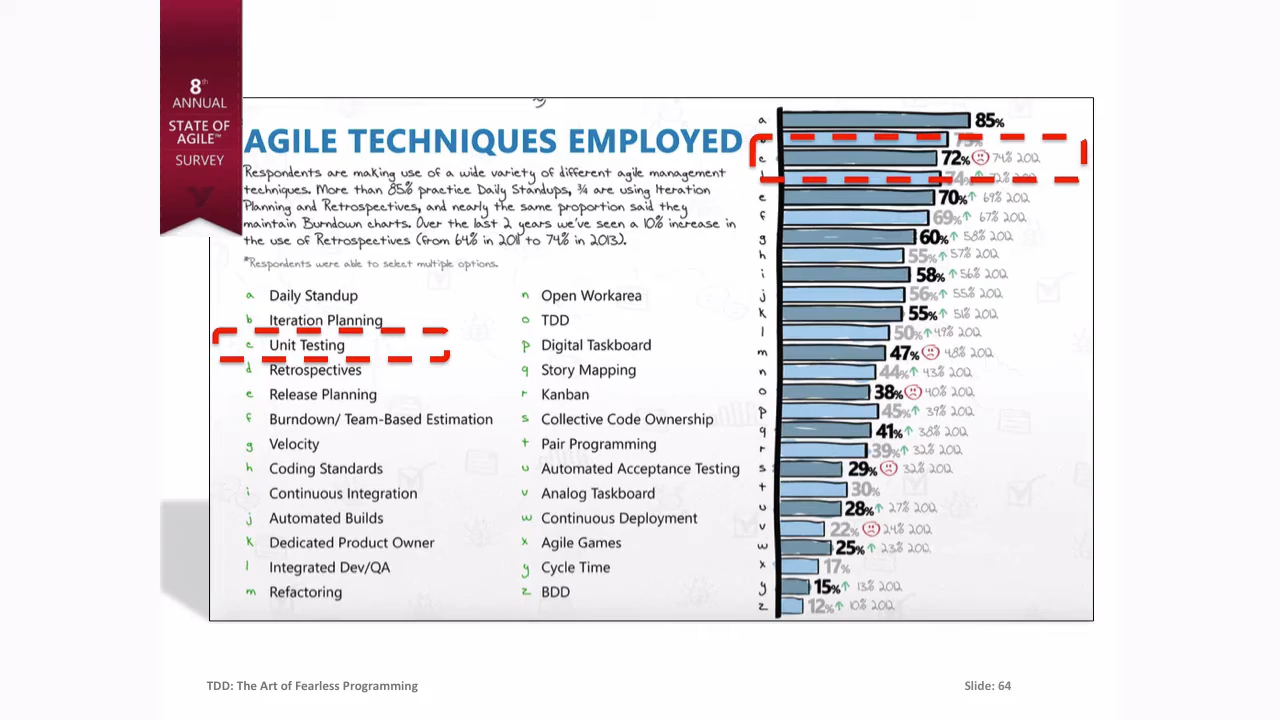 8th
ANNUAL
STATE OF
AGILE™
SURVEY
AGILE TECHNIQUES EMPLOYED
Respondents are making use of a wide variety of different agile management
techniques. More than 85% practice Daily Standups, ¾ are using Iteration
Planning and Retrospectives, and nearly the same proportion said they
maintain Burndown charts. Over the last 2 years we've seen a 10% increase in
the use of Retrospectives (from 64% in 2011 to 74% in 2013).
*Respondents were able to select multiple options.
a Daily Standup
b Iteration Planning
c Unit Testing
d Retrospectives
e Release Planning
f Burndown/ Team-Based Estimation
g Velocity
h Coding Standards
i Continuous Integration
j Automated Builds
k Dedicated Product Owner
l Integrated Dev/QA
m Refactoring
n Open Workarea
o TDD
p Digital Taskboard
q Story Mapping
r Kanban
s Collective Code Ownership
t Pair Programming
u Automated Acceptance Testing
v Analog Taskboard
w Continuous Deployment
x Agile Games
y Cycle Time
z BDD
a 85%
75%
c 72% 74% 2012
74% 72% 2012
e 70% 69% 2012
f 69% 67% 2012
g 60% 58% 2012
h 55% 57% 2012
i 58% 56% 2012
j 56% 55% 2012
k 55% 51% 2012
l 50% 49% 2012
m 47% 48% 2012
n 44% 43% 2012
o 38% 40% 2012
p 45% 39% 2012
q 41% 38% 2012
r 39% 32% 2012
s 29% 32% 2012
t 30%
u 28% 27% 2012
v 22% 24% 2012
w 25% 23% 2012
x 17%
y 15% 13% 2012
z 12% 10% 2012
TDD: The Art of Fearless Programming
Slide: 64